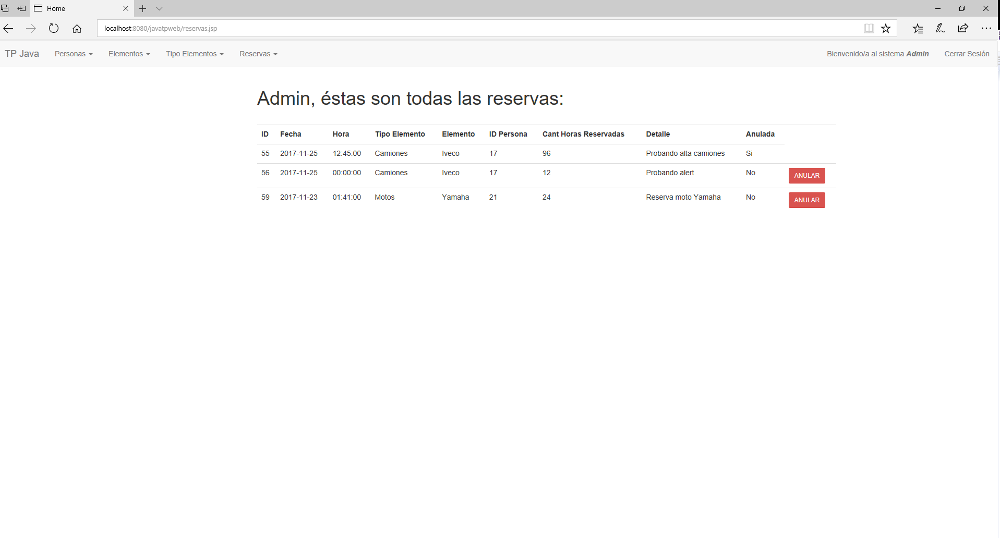 Home
localhost:8080/javatpweb/reservas.jsp
TP Java Personas Elementos Tipo Elementos Reservas Bienvenido/a al sistema Admin Cerrar Sesión
Admin, éstas son todas las reservas:
ID Fecha Hora Tipo Elemento Elemento ID Persona Cant Horas Reservadas Detalle Anulada
55 2017-11-25 12:45:00 Camiones Iveco 17 96 Probando alta camiones Si
56 2017-11-25 00:00:00 Camiones Iveco 17 12 Probando alert No ANULAR
59 2017-11-23 01:41:00 Motos Yamaha 21 24 Reserva moto Yamaha No ANULAR